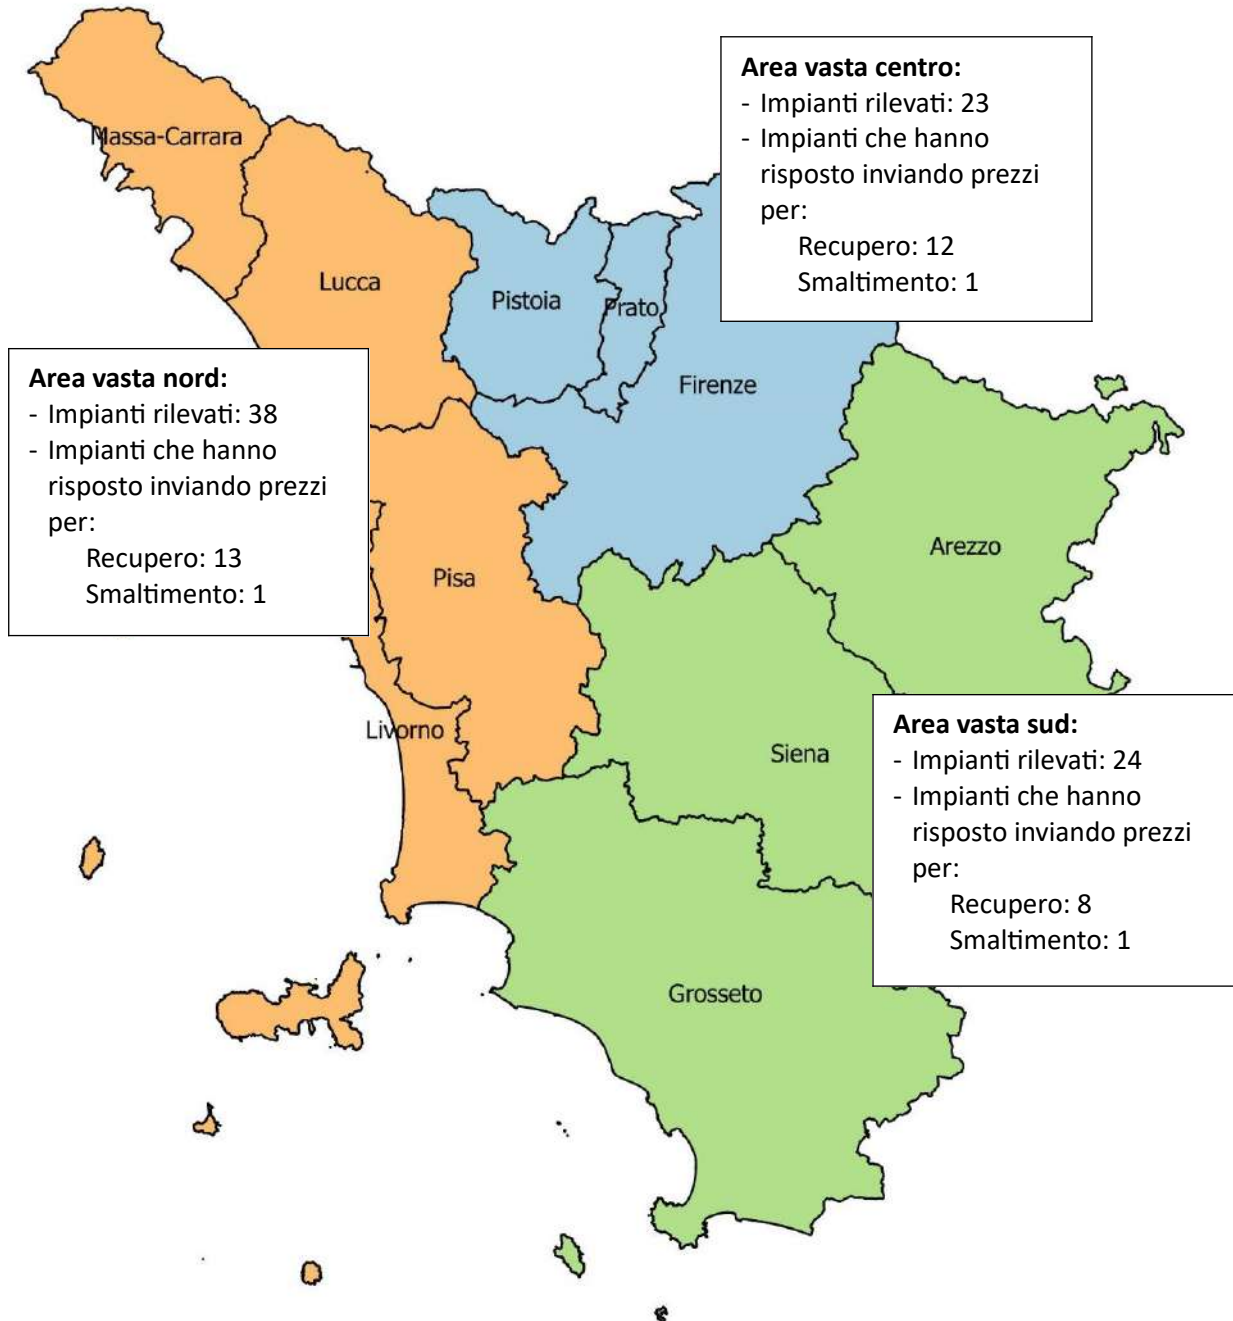 Area vasta centro:
- Impianti rilevati: 23
- Impianti che hanno
risposto inviando prezzi
per:
Recupero: 12
Smaltimento: 1
Massa-Carrara
Lucca
Pistoia
Prato
Firenze
Area vasta nord:
- Impianti rilevati: 38
- Impianti che hanno
risposto inviando prezzi
per:
Recupero: 13
Smaltimento: 1
Pisa
Arezzo
Livorno
Siena
Area vasta sud:
- Impianti rilevati: 24
- Impianti che hanno
risposto inviando prezzi
per:
Recupero: 8
Smaltimento: 1
Grosseto